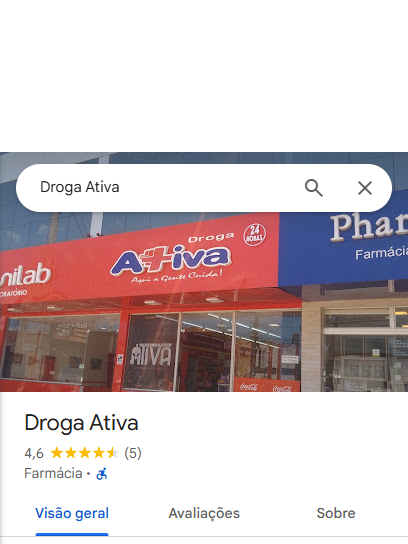 Droga Ativa
Droga
24
HORAS
Ativa
Aqui a Gente Cuida!
niLab
ORATÓRIO
Phar
Farmácia
ATIVA
Coca-Cola Coca-Cola
Droga Ativa
4,6 (5)
Farmácia ·
Visão geral Avaliações Sobre